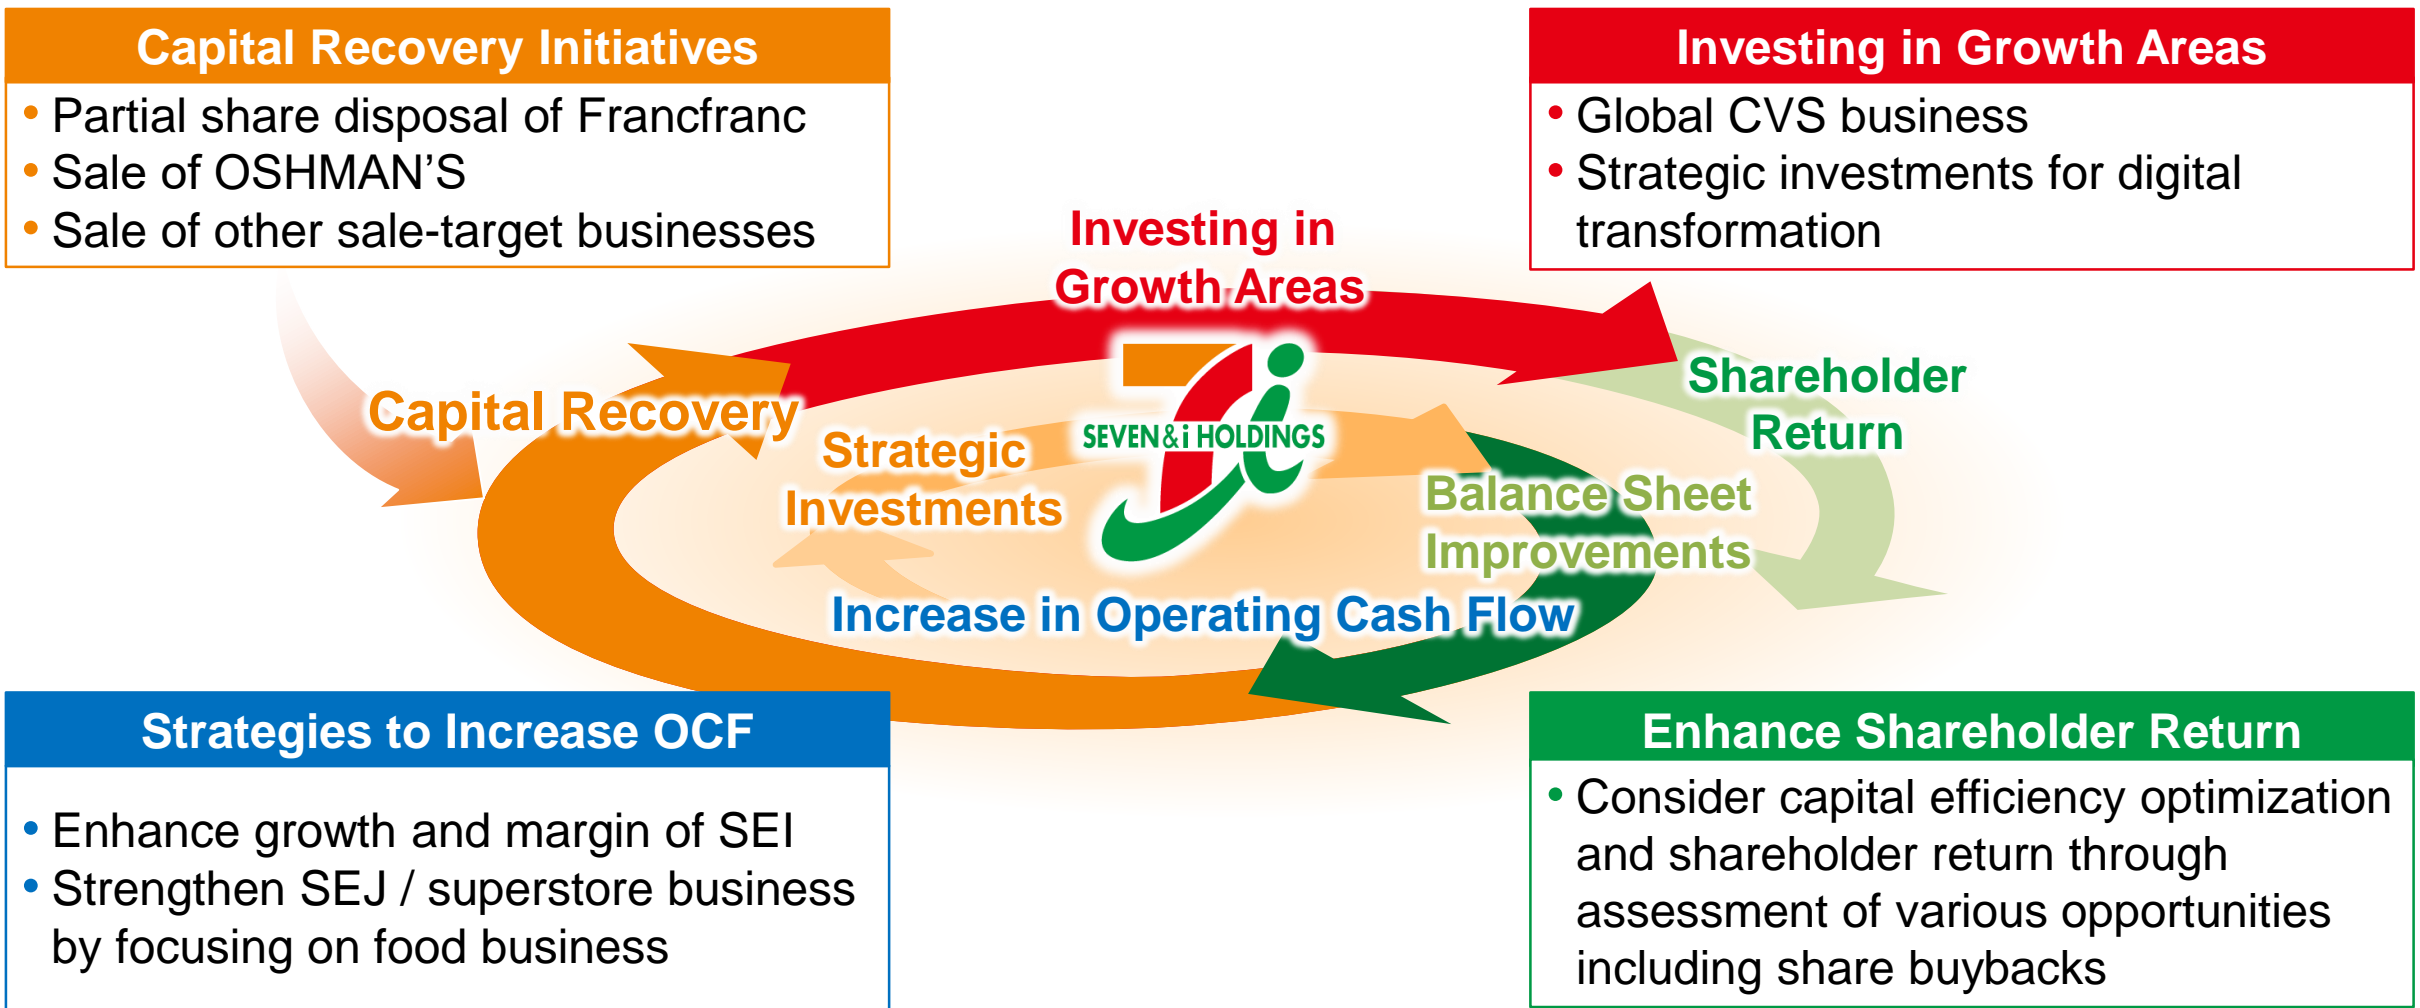 Capital Recovery Initiatives
• Partial share disposal of Francfranc
• Sale of OSHMAN’S
• Sale of other sale-target businesses
Investing in Growth Areas
• Global CVS business
• Strategic investments for digital
transformation
Investing in
Growth Areas
Capital Recovery
Strategic
Investments
SEVEN&i HOLDINGS
Shareholder
Return
Balance Sheet
Improvements
Increase in Operating Cash Flow
Strategies to Increase OCF
• Enhance growth and margin of SEI
• Strengthen SEJ / superstore business
by focusing on food business
Enhance Shareholder Return
• Consider capital efficiency optimization
and shareholder return through
assessment of various opportunities
including share buybacks